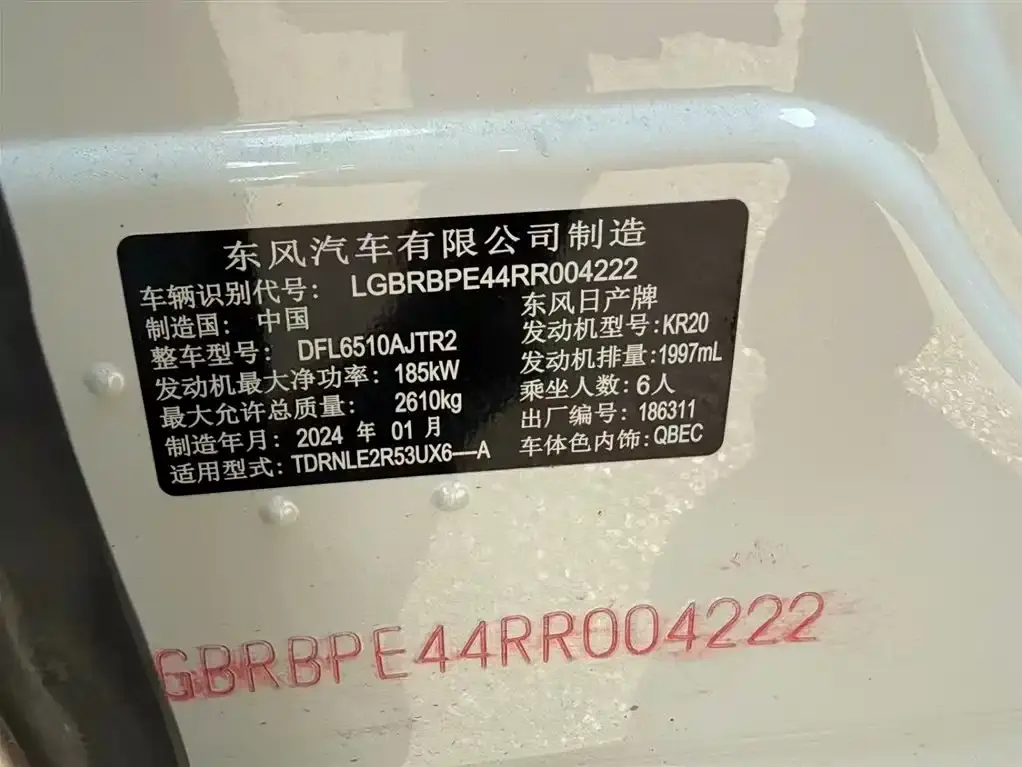 东风汽车有限公司制造
车辆识别代号: LGBRBPE44RR004222
制造国: 中国 东风日产牌
整车型号: DFL6510AJTR2 发动机型号:KR20
发动机最大净功率: 185kW 发动机排量:1997mL
最大允许总质量: 2610kg 乘坐人数:6人
制造年月: 2024 年 01 月 出厂编号: 186311
适用型式: TDRNLE2R53UX6—A 车体色内饰:QBEC
GBRBPE44RR004222